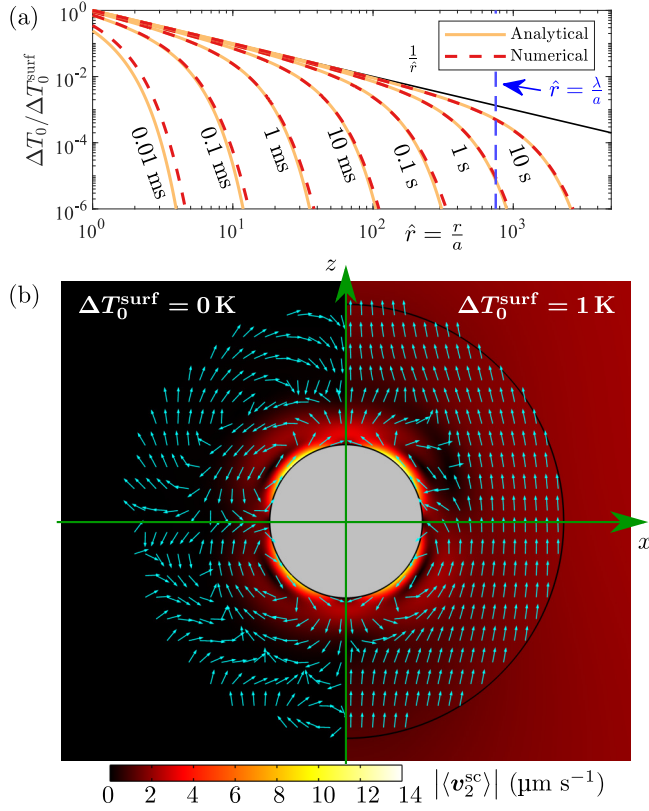 (a)
10^0
10^-2
10^-4
10^-6
ΔT_0/ΔT_0^surf
1/r̂
Analytical
Numerical
r̂ = λ/a
0.01 ms
0.1 ms
1 ms
10 ms
0.1 s
1 s
10 s
10^0
10^1
10^2
10^3
r̂ = r/a
(b)
z
ΔT_0^surf = 0 K
ΔT_0^surf = 1 K
x
0 2 4 6 8 10 12 14
|⟨v_2^sc⟩| (µm s^-1)